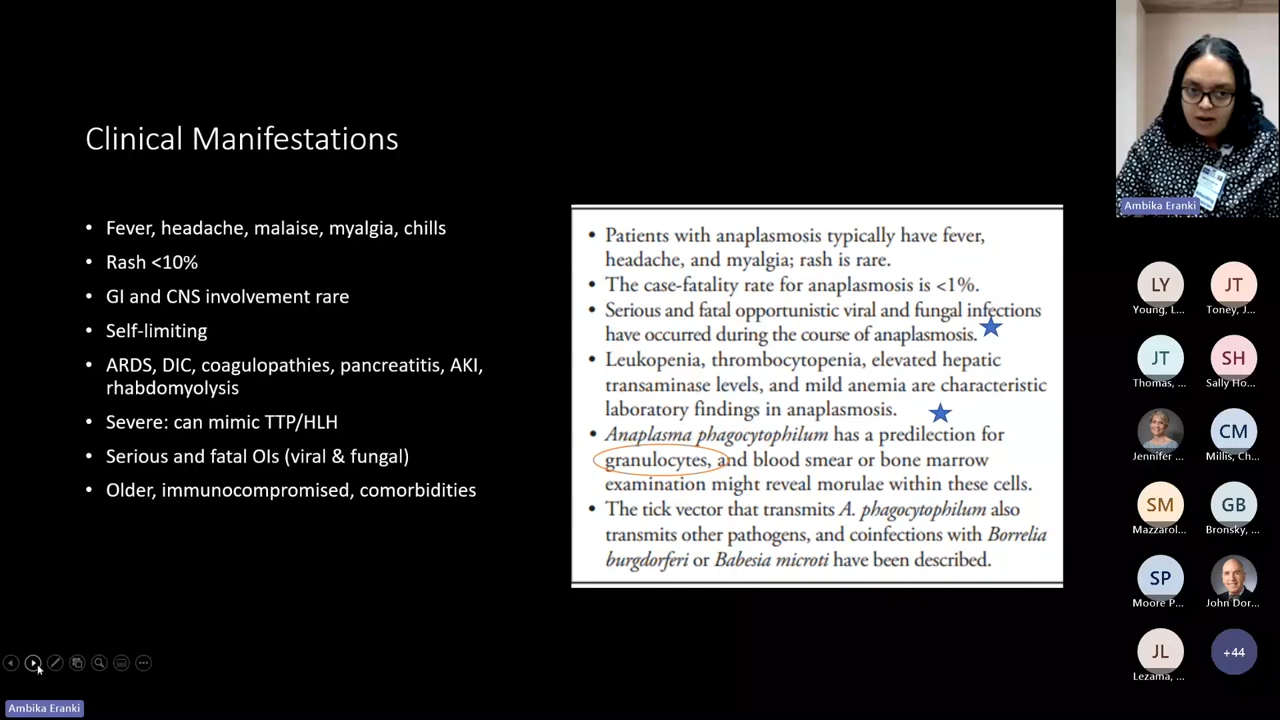 Clinical Manifestations
• Fever, headache, malaise, myalgia, chills
• Rash <10%
• GI and CNS involvement rare
• Self-limiting
• ARDS, DIC, coagulopathies, pancreatitis, AKI,
rhabdomyolysis
• Severe: can mimic TTP/HLH
• Serious and fatal OIs (viral & fungal)
• Older, immunocompromised, comorbidities
• Patients with anaplasmosis typically have fever,
headache, and myalgia; rash is rare.
• The case-fatality rate for anaplasmosis is <1%.
• Serious and fatal opportunistic viral and fungal infections
have occurred during the course of anaplasmosis.
• Leukopenia, thrombocytopenia, elevated hepatic
transaminase levels, and mild anemia are characteristic
laboratory findings in anaplasmosis.
• Anaplasma phagocytophilum has a predilection for
granulocytes, and blood smear or bone marrow
examination might reveal morulae within these cells.
• The tick vector that transmits A. phagocytophilum also
transmits other pathogens, and coinfections with Borrelia
burgdorferi or Babesia microti have been described.
Ambika Eranki
LY
Young, L...
JT
Toney, J...
JT
Thomas, ...
SH
Sally Ho...
Jennifer ...
CM
Millis, Ch...
SM
Mazzarol...
GB
Bronsky, ...
SP
Moore P...
John Dor...
JL
Lezama, ...
+44
Ambika Eranki